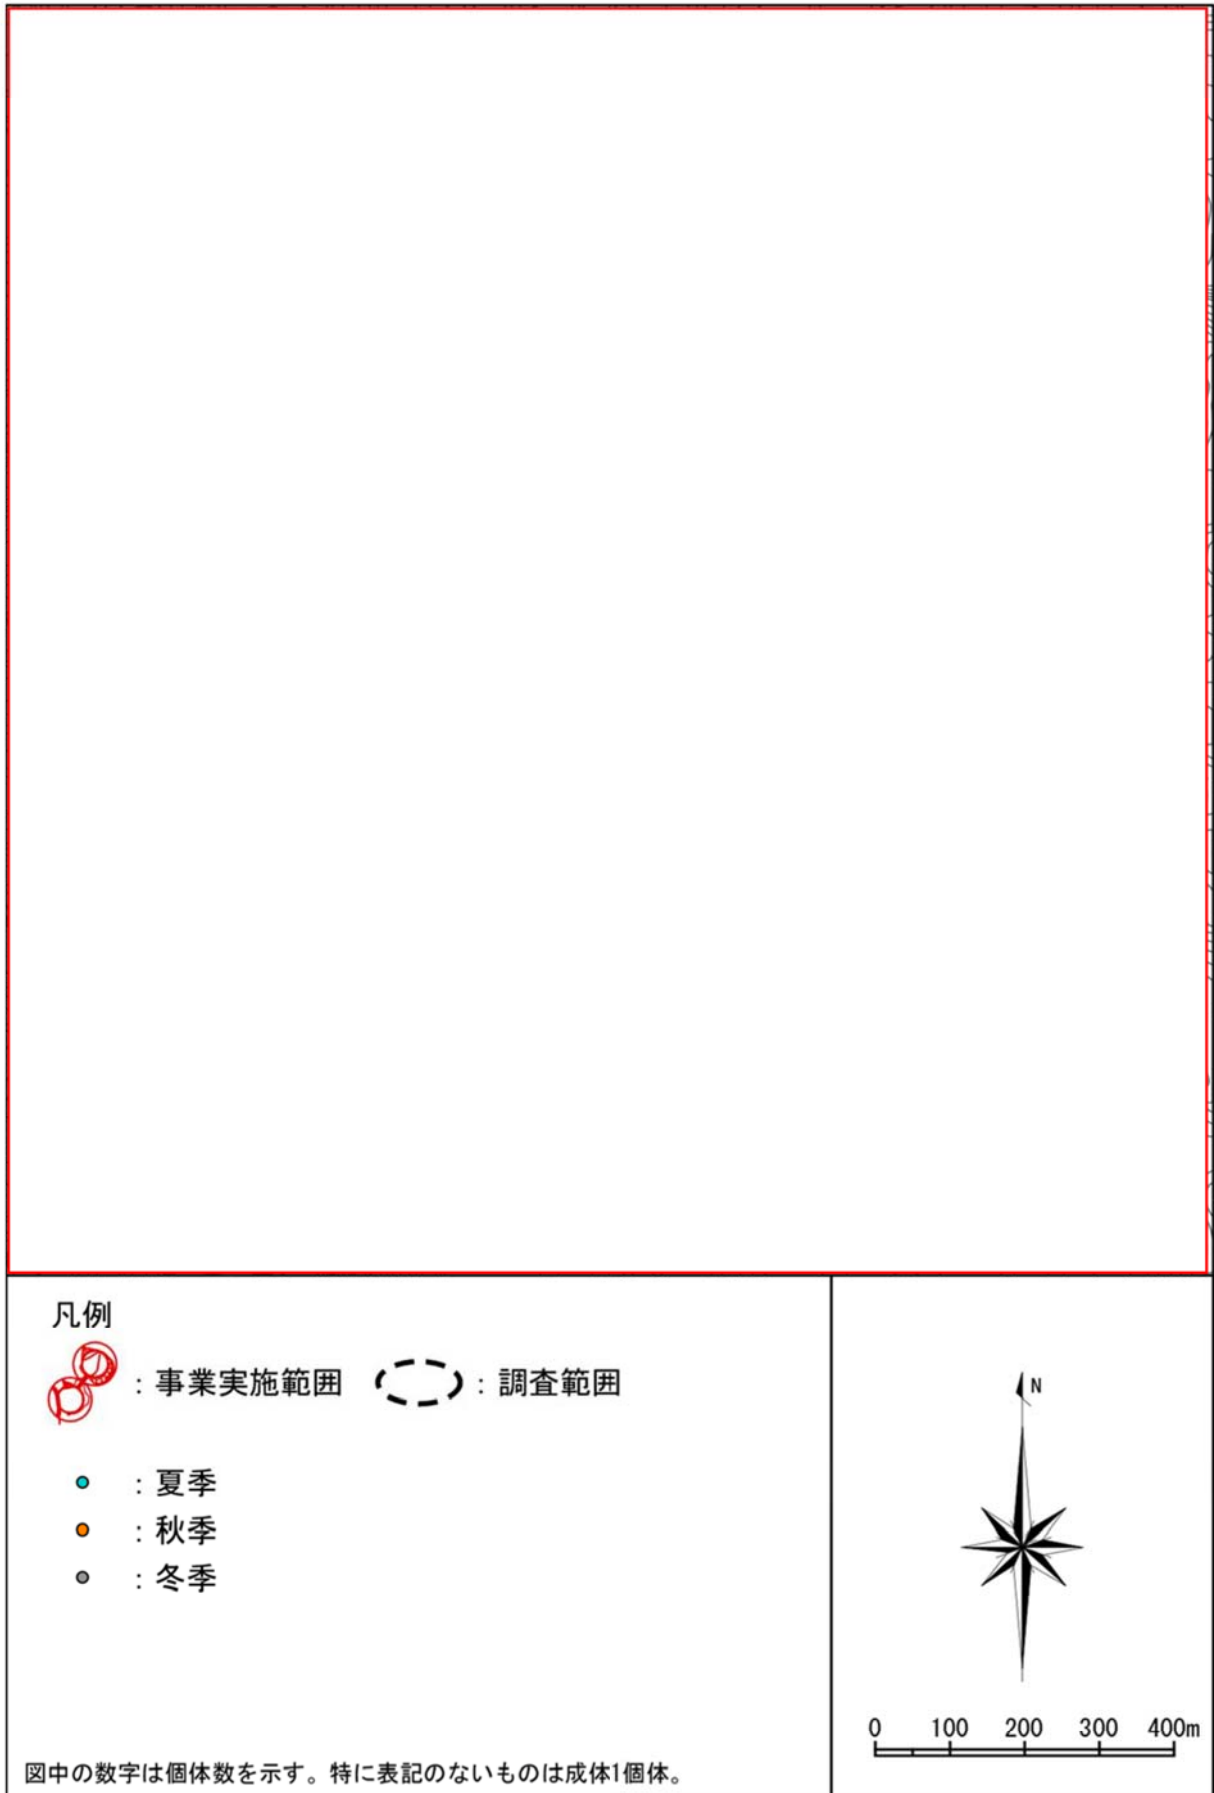 凡例
：事業実施範囲 ：調査範囲
：夏季
：秋季
：冬季
図中の数字は個体数を示す。特に表記のないものは成体1個体。
N
0 100 200 300 400m